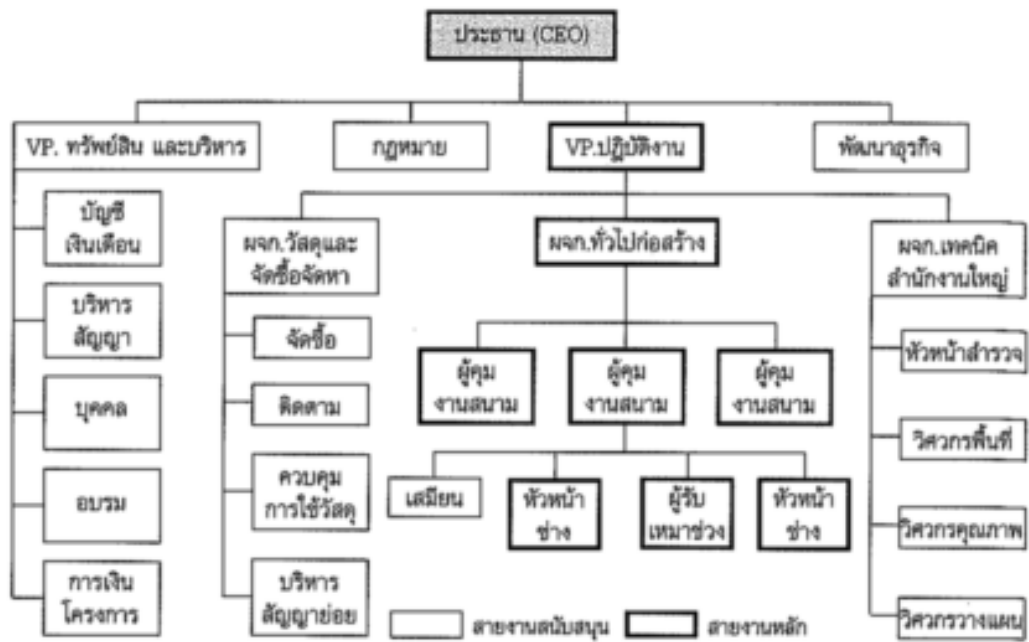 ประธาน (CEO)
VP. ทรัพย์สิน และบริหาร
กฎหมาย
VP.ปฏิบัติงาน
พัฒนาธุรกิจ
บัญชี
เงินเดือน
บริหาร
สัญญา
บุคคล
อบรม
การเงิน
โครงการ
ผจก.วัสดุและ
จัดซื้อจัดหา
จัดซื้อ
ติดตาม
ควบคุม
การใช้วัสดุ
บริหาร
สัญญาย่อย
ผจก.ทั่วไปก่อสร้าง
ผู้คุม
งานสนาม
ผู้คุม
งานสนาม
ผู้คุม
งานสนาม
เสมียน
หัวหน้า
ช่าง
ผู้รับ
เหมาช่วง
หัวหน้า
ช่าง
ผจก.เทคนิค
สำนักงานใหญ่
หัวหน้าสำรวจ
วิศวกรพื้นที่
วิศวกรคุณภาพ
วิศวกรวางแผน
สายงานสนับสนุน
สายงานหลัก